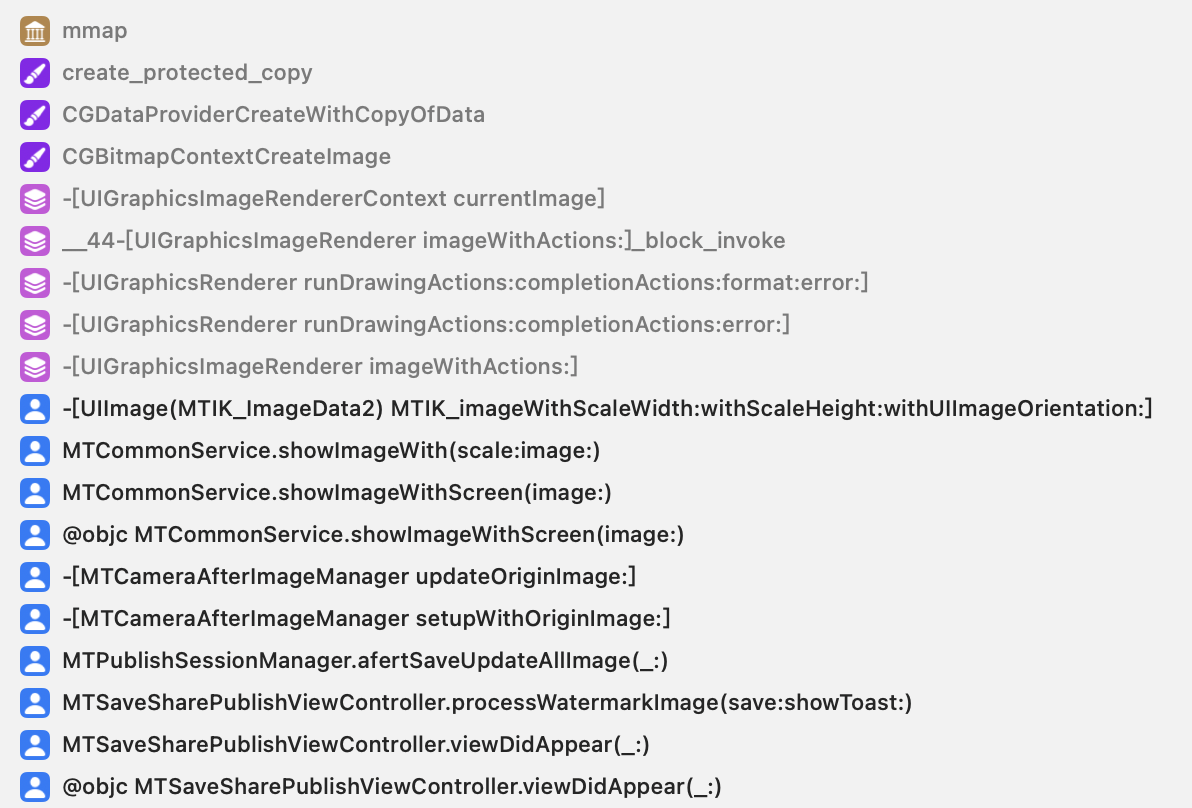 mmap
create_protected_copy
CGDataProviderCreateWithCopyOfData
CGBitmapContextCreateImage
-[UIGraphicsImageRendererContext currentImage]
__44-[UIGraphicsImageRenderer imageWithActions:]_block_invoke
-[UIGraphicsRenderer runDrawingActions:completionActions:format:error:]
-[UIGraphicsRenderer runDrawingActions:completionActions:error:]
-[UIGraphicsImageRenderer imageWithActions:]
-[UIImage(MTIK_ImageData2) MTIK_imageWithScaleWidth:withScaleHeight:withUIImageOrientation:]
MTCommonService.showImageWith(scale:image:)
MTCommonService.showImageWithScreen(image:)
@objc MTCommonService.showImageWithScreen(image:)
-[MTCameraAfterImageManager updateOriginImage:]
-[MTCameraAfterImageManager setupWithOriginImage:]
MTPublishSessionManager.afertSaveUpdateAllImage(_:)
MTSaveSharePublishViewController.processWatermarkImage(save:showToast:)
MTSaveSharePublishViewController.viewDidAppear(_:)
@objc MTSaveSharePublishViewController.viewDidAppear(_:)